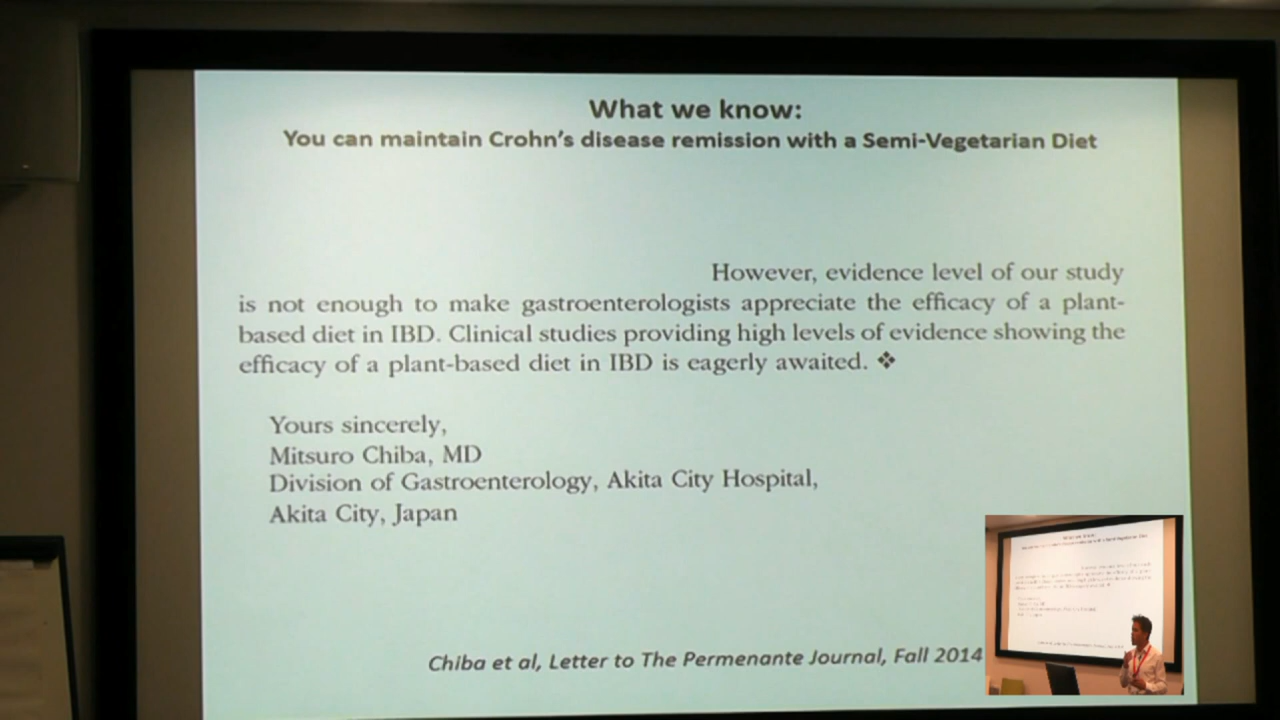 What we know:
You can maintain Crohn's disease remission with a Semi-Vegetarian Diet
However, evidence level of our study
is not enough to make gastroenterologists appreciate the efficacy of a plant-
based diet in IBD. Clinical studies providing high levels of evidence showing the
efficacy of a plant-based diet in IBD is eagerly awaited. ❖
Yours sincerely,
Mitsuro Chiba, MD
Division of Gastroenterology, Akita City Hospital,
Akita City, Japan
Chiba et al, Letter to The Permenante Journal, Fall 2014